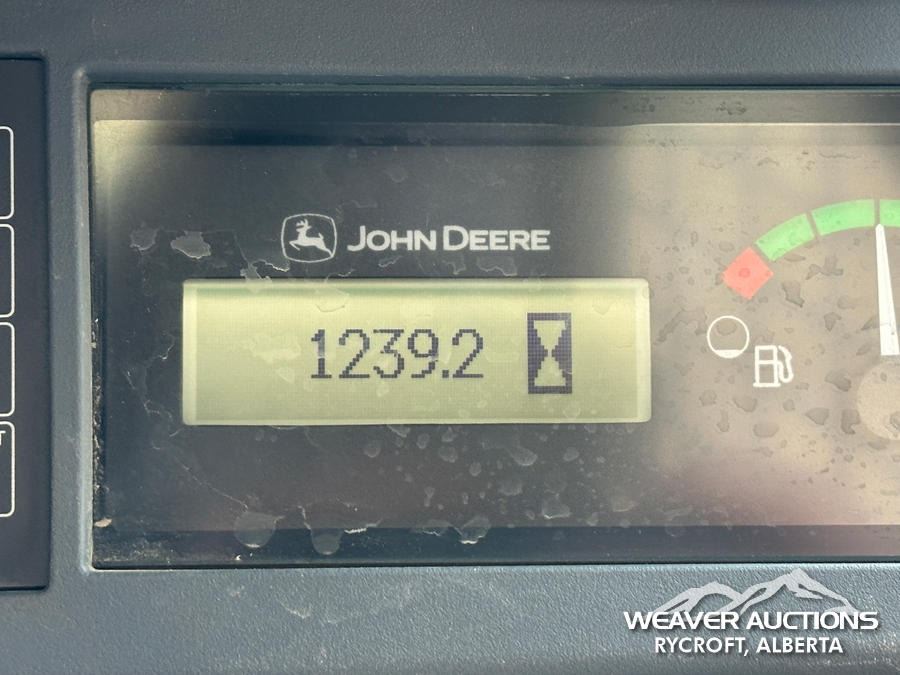 JOHN DEERE
1239.2
WEAVER AUCTIONS
RYCROFT, ALBERTA